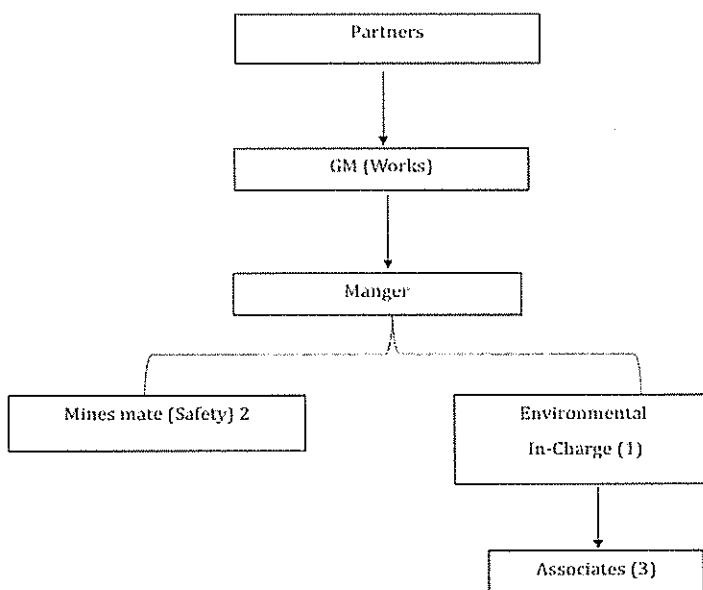 Partners
GM (Works)
Manger
Mines mate (Safety) 2
Environmental
In-Charge (1)
Associates (3)